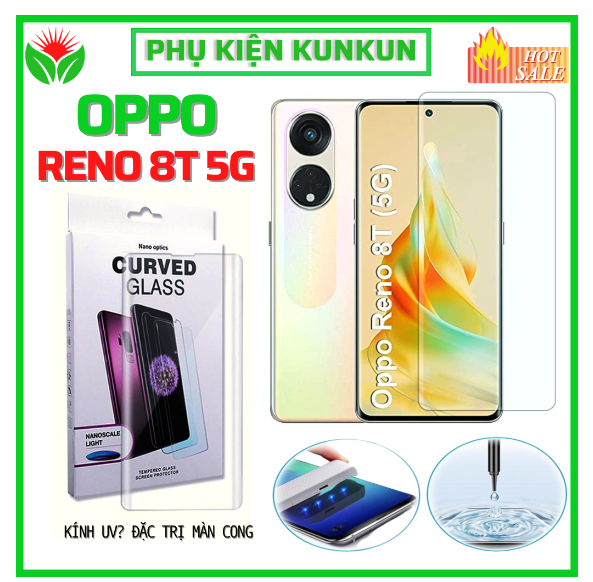 PHỤ KIỆN KUNKUN
HOT
SALE
OPPO
RENO 8T 5G
Nano optics
CURVED
GLASS
NANOSCALE
LIGHT
TEMPERED GLASS
SCREEN PROTECTOR
Oppo Reno 8T (5G)
KÍNH UV? ĐẶC TRỊ MÀN CONG